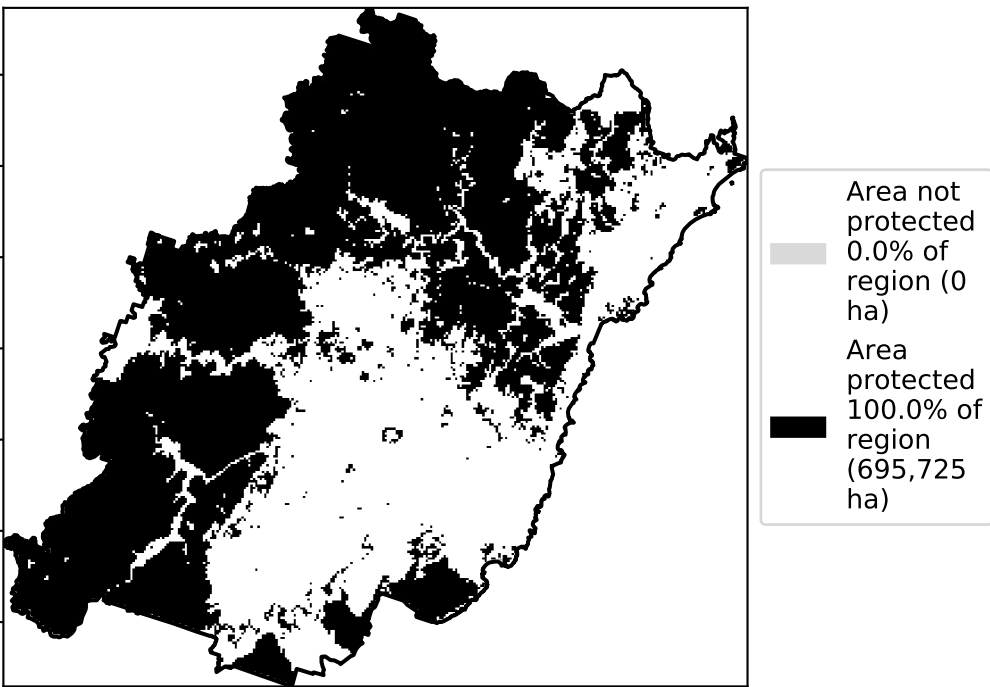 Area not
protected
0.0% of
region (0
ha)
Area
protected
100.0% of
region
(695,725
ha)